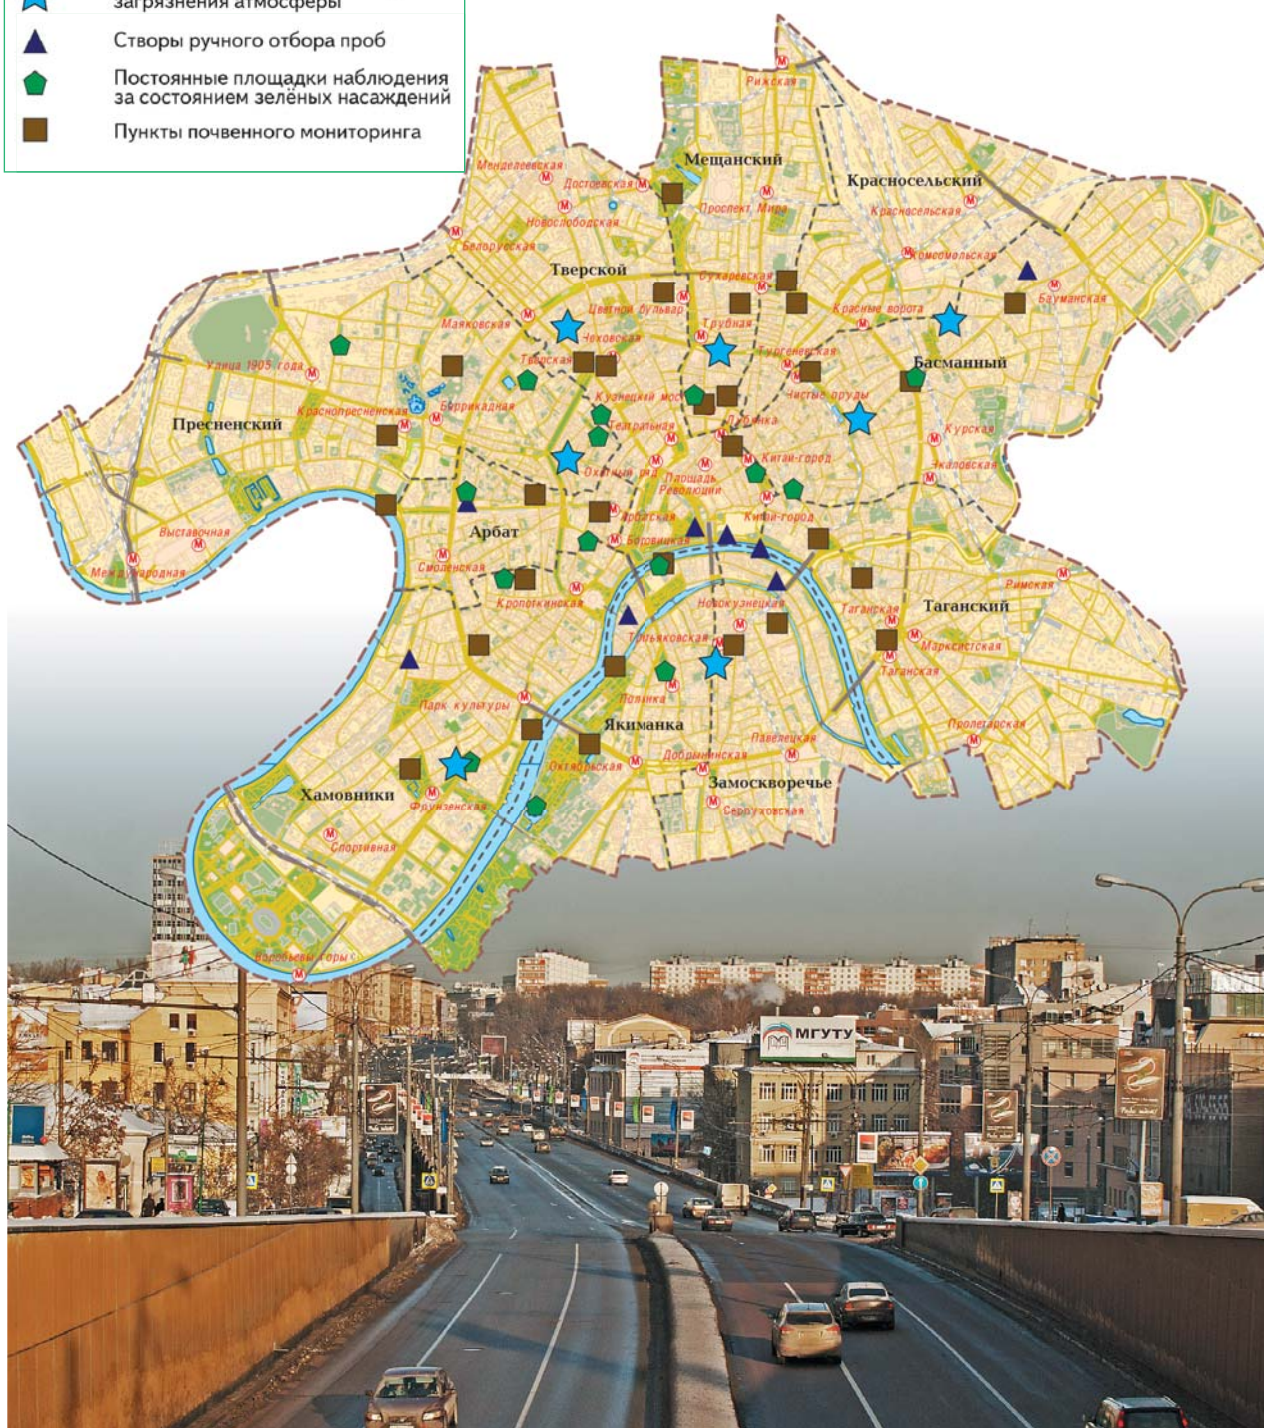 загрязнения атмосферы
Створы ручного отбора проб
Постоянные площадки наблюдения
за состоянием зелёных насаждений
Пункты почвенного мониторинга
Рижская
Мещанский
Менделеевская
Достоевская
Красносельский
Проспект Мира
Красносельская
Новослободская
Белорусская
Комсомольская
Тверской
Сухаревская
Бауманская
Цветной бульвар
Красные ворота
Маяковская
Трубная
Чеховская
Тургеневская
Тверская
Басманный
Улица 1905 года
Чистые пруды
Кузнецкий мост
Краснопресненская
Баррикадная
Пресненский
Театральная
Лубянка
Курская
Китай-город
Чкаловская
Охотный ряд
Площадь
Революции
Арбатская
Китай-город
Выставочная
Арбат
Боровицкая
Смоленская
Международная
Римская
Кропоткинская
Новокузнецкая
Таганская
Таганский
Третьяковская
Марксистская
Таганская
Полянка
Парк культуры
Якиманка
Пролетарская
Павелецкая
Добрынинская
Октябрьская
Замоскворечье
Хамовники
Фрунзенская
Серпуховская
Спортивная
Воробьевы горы
МГУТУ